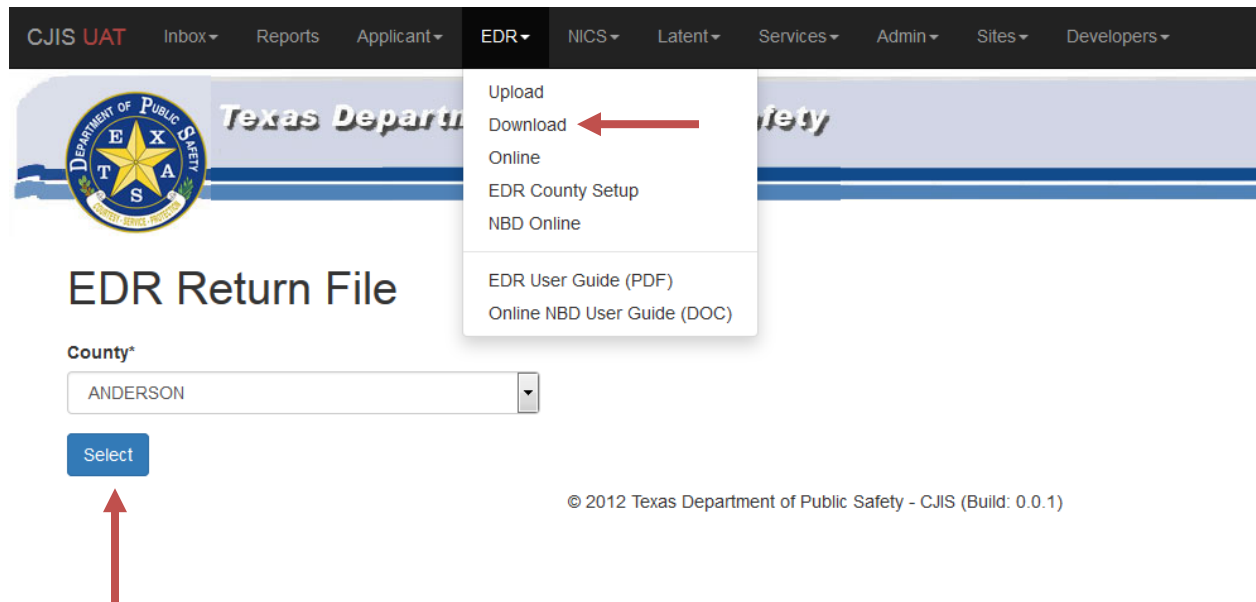 CJIS UAT Inbox Reports Applicant EDR NICS Latent Services Admin Sites Developers
DEPARTMENT OF PUBLIC SAFETY
TEXAS
COURTESY · SERVICE · PROTECTION
Texas Departm
fety
Upload
Download
Online
EDR County Setup
NBD Online
EDR User Guide (PDF)
Online NBD User Guide (DOC)
EDR Return File
County*
ANDERSON
Select
© 2012 Texas Department of Public Safety - CJIS (Build: 0.0.1)